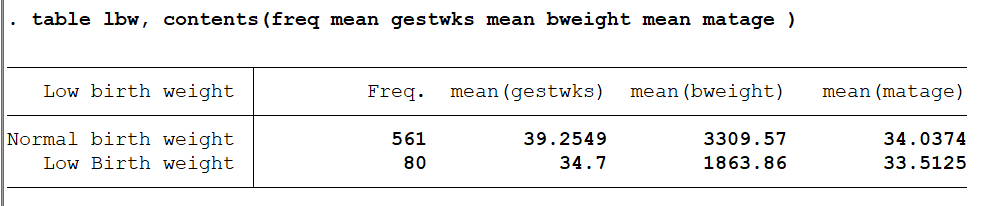 . table lbw, contents(freq mean gestwks mean bweight mean matage )
Low birth weight Freq. mean(gestwks) mean(bweight) mean(matage)
Normal birth weight 561 39.2549 3309.57 34.0374
Low Birth weight 80 34.7 1863.86 33.5125